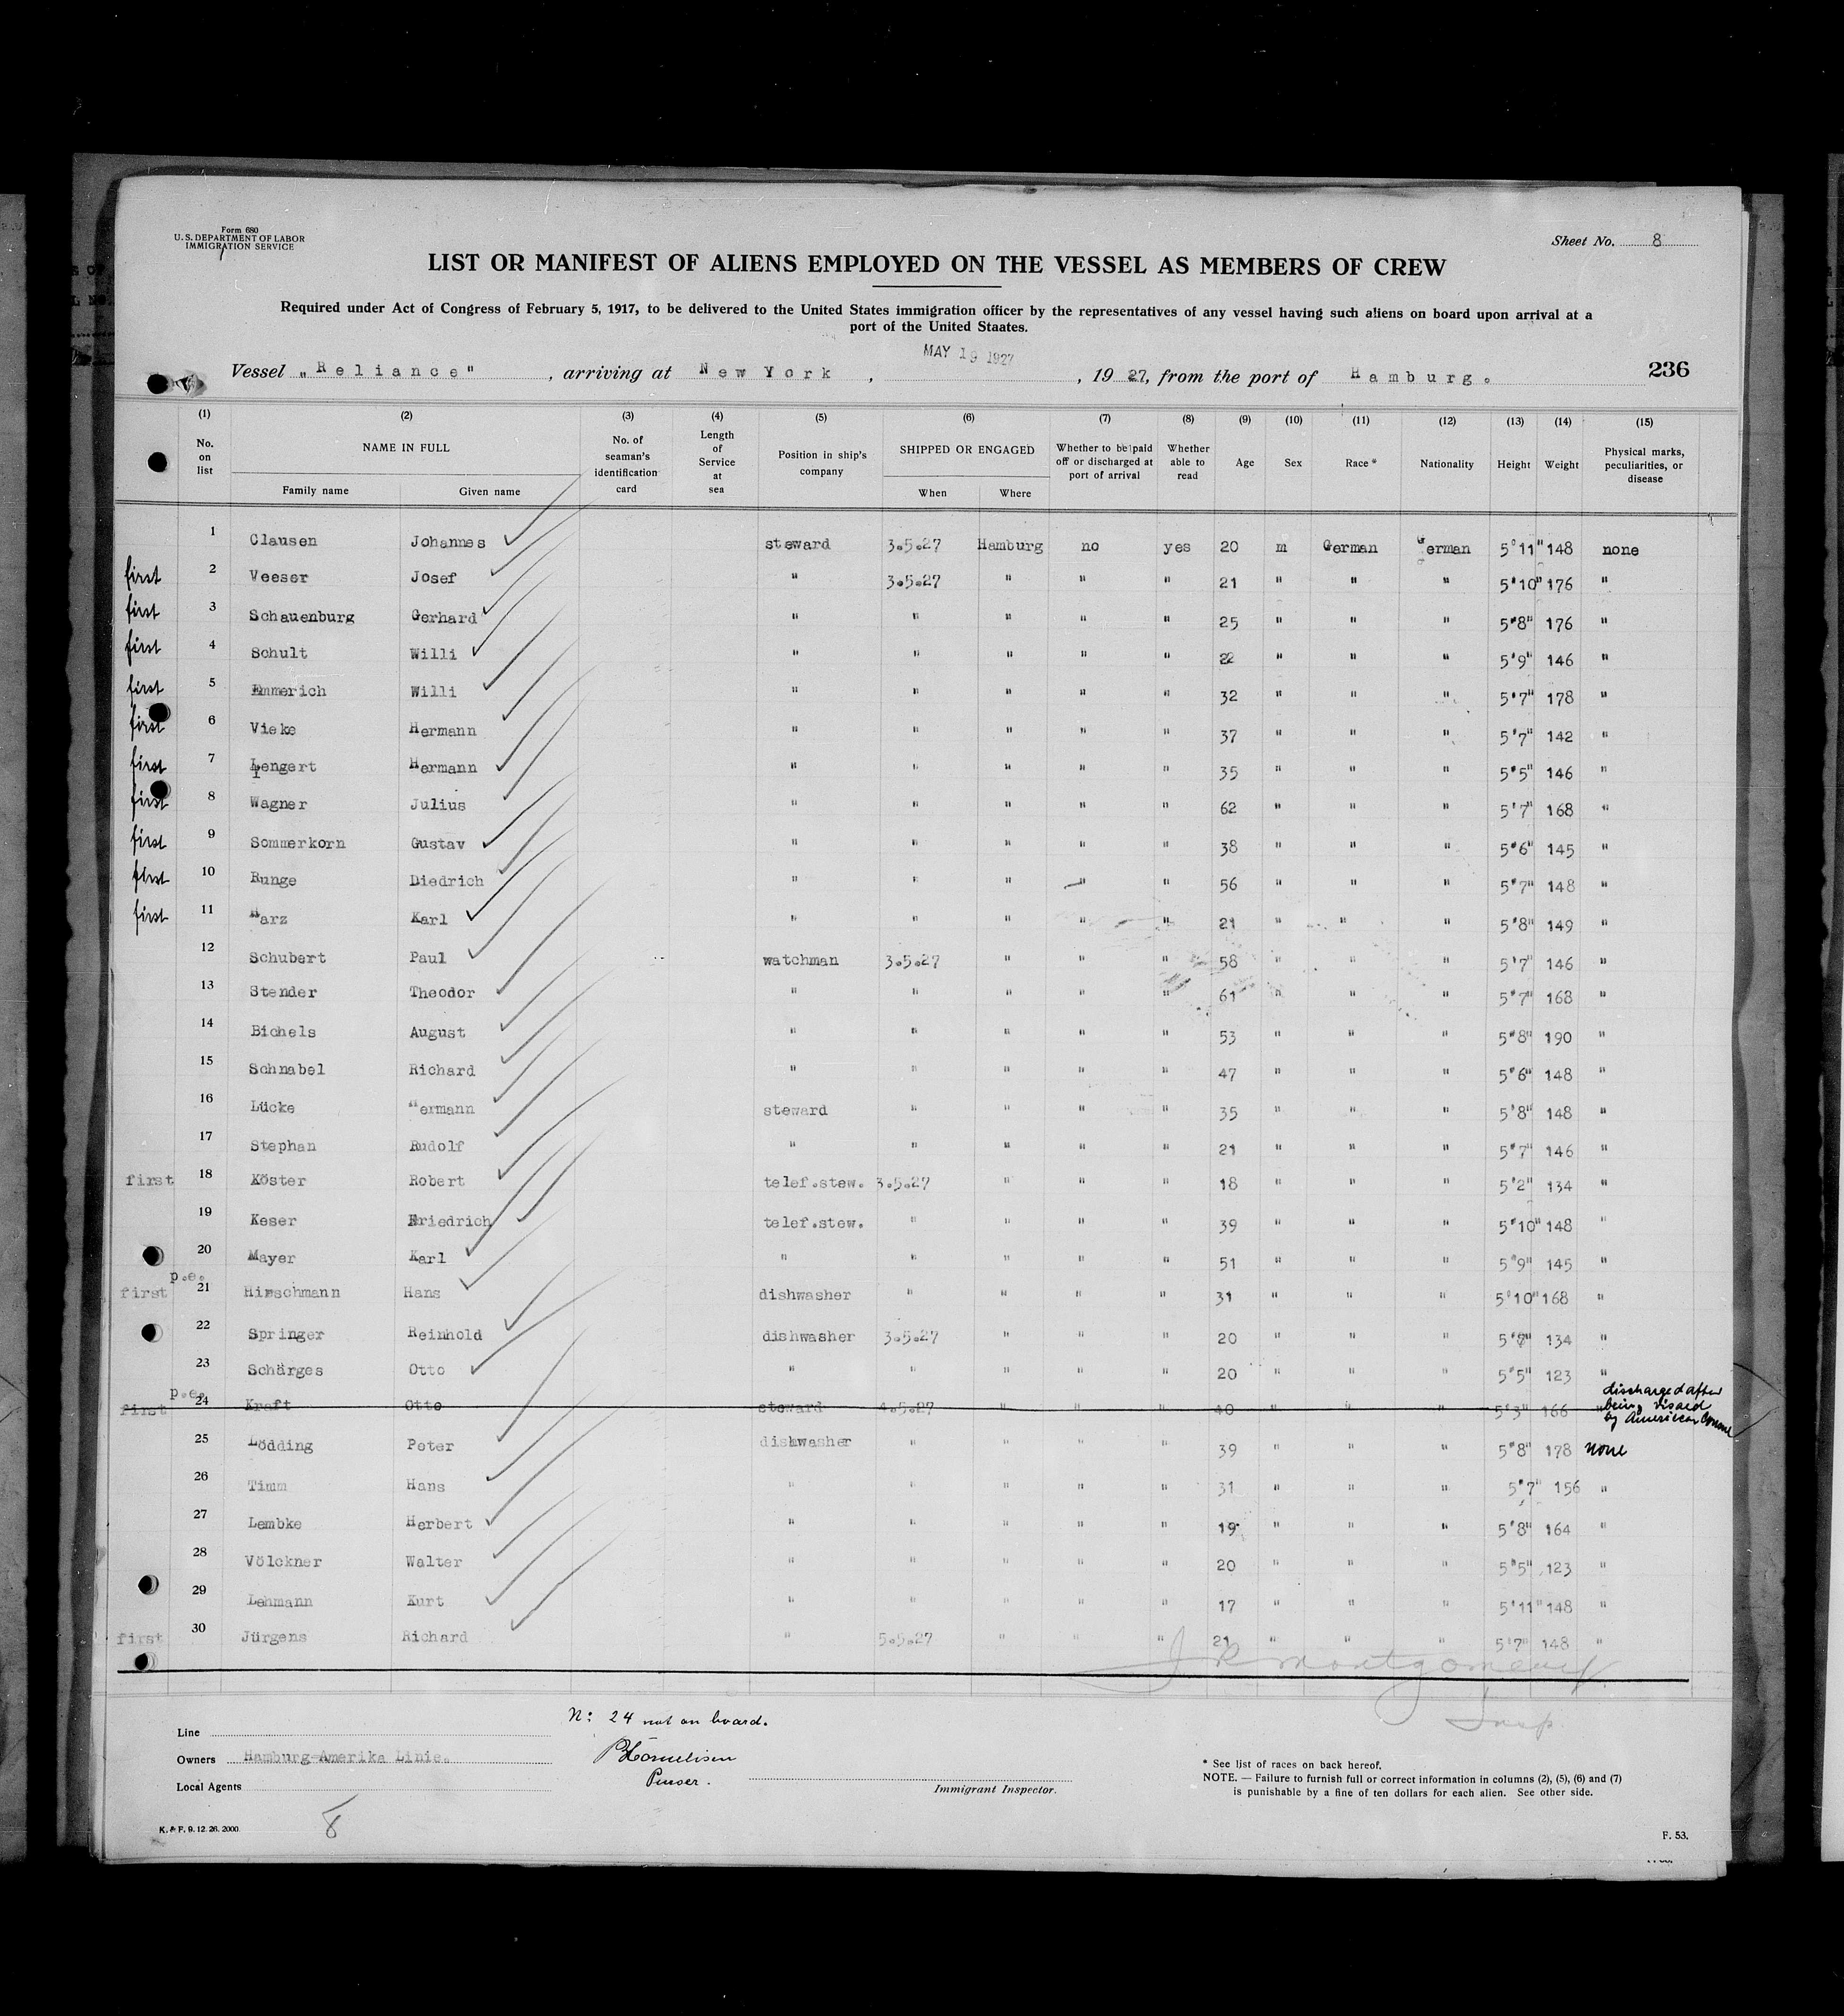 Form 680
U. S. DEPARTMENT OF LABOR
IMMIGRATION SERVICE
Sheet No. 8
LIST OR MANIFEST OF ALIENS EMPLOYED ON THE VESSEL AS MEMBERS OF CREW
Required under Act of Congress of February 5, 1917, to be delivered to the United States immigration officer by the representatives of any vessel having such aliens on board upon arrival at a
port of the United Staates.
MAY 19 1927
Vessel „Reliance" , arriving at New York , , 19 27, from the port of Hamburg. 236
(1) (2) (3) (4) (5) (6) (7) (8) (9) (10) (11) (12) (13) (14) (15)
No. on list NAME IN FULL Family name Given name No. of seaman's identification card Length of Service at sea Position in ship's company SHIPPED OR ENGAGED When Where Whether to be paid off or discharged at port of arrival Whether able to read Age Sex Race * Nationality Height Weight Physical marks, peculiarities, or disease
1 Clausen Johannes steward 3.5.27 Hamburg no yes 20 m German German 5'11" 148 none
first 2 Veeser Josef " 3.5.27 " " " 21 " " " 5'10" 176 "
first 3 Schauenburg Gerhard " " " " " 25 " " " 5'8" 176 "
first 4 Schult Willi " " " " " 22 " " " 5'9" 146 "
first 5 Emmerich Willi " " " " " 32 " " " 5'7" 178 "
first 6 Vieke Hermann " " " " " 37 " " " 5'7" 142 "
first 7 Lengert Hermann " " " " " 35 " " " 5'5" 146 "
first 8 Wagner Julius " " " " " 62 " " " 5'7" 168 "
first 9 Sommerkorn Gustav " " " " " 38 " " " 5'6" 145 "
first 10 Runge Diedrich " " " " " 56 " " " 5'7" 148 "
first 11 Harz Karl " " " " " 21 " " " 5'8" 149 "
12 Schubert Paul watchman 3.5.27 " " " 58 " " " 5'7" 146 "
13 Stender Theodor " " " " " 61 " " " 5'7" 168 "
14 Bichels August " " " " " 53 " " " 5'8" 190 "
15 Schnabel Richard " " " " " 47 " " " 5'6" 148 "
16 Lücke Hermann steward " " " " 35 " " " 5'8" 148 "
17 Stephan Rudolf " " " " " 21 " " " 5'7" 146 "
first 18 Köster Robert telef.stew. 3.5.27 " " " 18 " " " 5'2" 134 "
19 Keser Friedrich telef.stew. " " " " 39 " " " 5'10" 148 "
20 Mayer Karl " " " " " 51 " " " 5'9" 145 "
p.e.
first 21 Hirschmann Hans dishwasher " " " " 31 " " " 5'10" 168 "
22 Springer Reinhold dishwasher 3.5.27 " " " 20 " " " 5'7" 134 "
23 Schärges Otto " " " " " 20 " " " 5'5" 123 "
p.e.
first 24 Kraft Otto steward 4.5.27 " " " 40 " " " 5'3" 166 " discharged after
being visaed
by American
25 Lödding Peter dishwasher " " " " 39 " " " 5'8" 178 none
26 Timm Hans " " " " " 31 " " " 5'7" 156 "
27 Lembke Herbert " " " " " 19 " " " 5'8" 164 "
28 Völckner Walter " " " " " 20 " " " 5'5" 123 "
29 Lehmann Kurt " " " " " 17 " " " 5'11" 148 "
first 30 Jürgens Richard " 5.5.27 " " " 21 " " " 5'7" 148 "
J R Montgomery
Insp.
N: 24 not on board.
Purser.
Line
Owners Hamburg-Amerika Linie.
Local Agents
Immigrant Inspector.
* See list of races on back hereof.
NOTE. — Failure to furnish full or correct information in columns (2), (5), (6) and (7)
is punishable by a fine of ten dollars for each alien. See other side.
8
K. & F. 9. 12. 26. 2000.
F. 53.